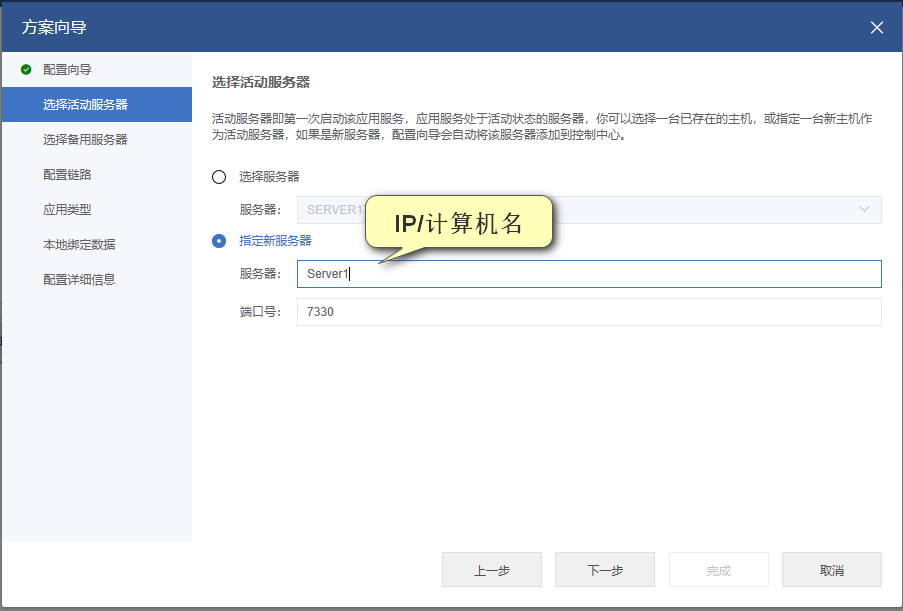 方案向导
配置向导
选择活动服务器
选择备用服务器
配置链路
应用类型
本地绑定数据
配置详细信息
选择活动服务器
活动服务器即第一次启动该应用服务，应用服务处于活动状态的服务器，你可以选择一台已存在的主机，或指定一台新主机作
为活动服务器，如果是新服务器，配置向导会自动将该服务器添加到控制中心。
选择服务器
服务器：
IP/计算机名
指定新服务器
服务器： Server1
端口号： 7330
上一步 下一步 完成 取消